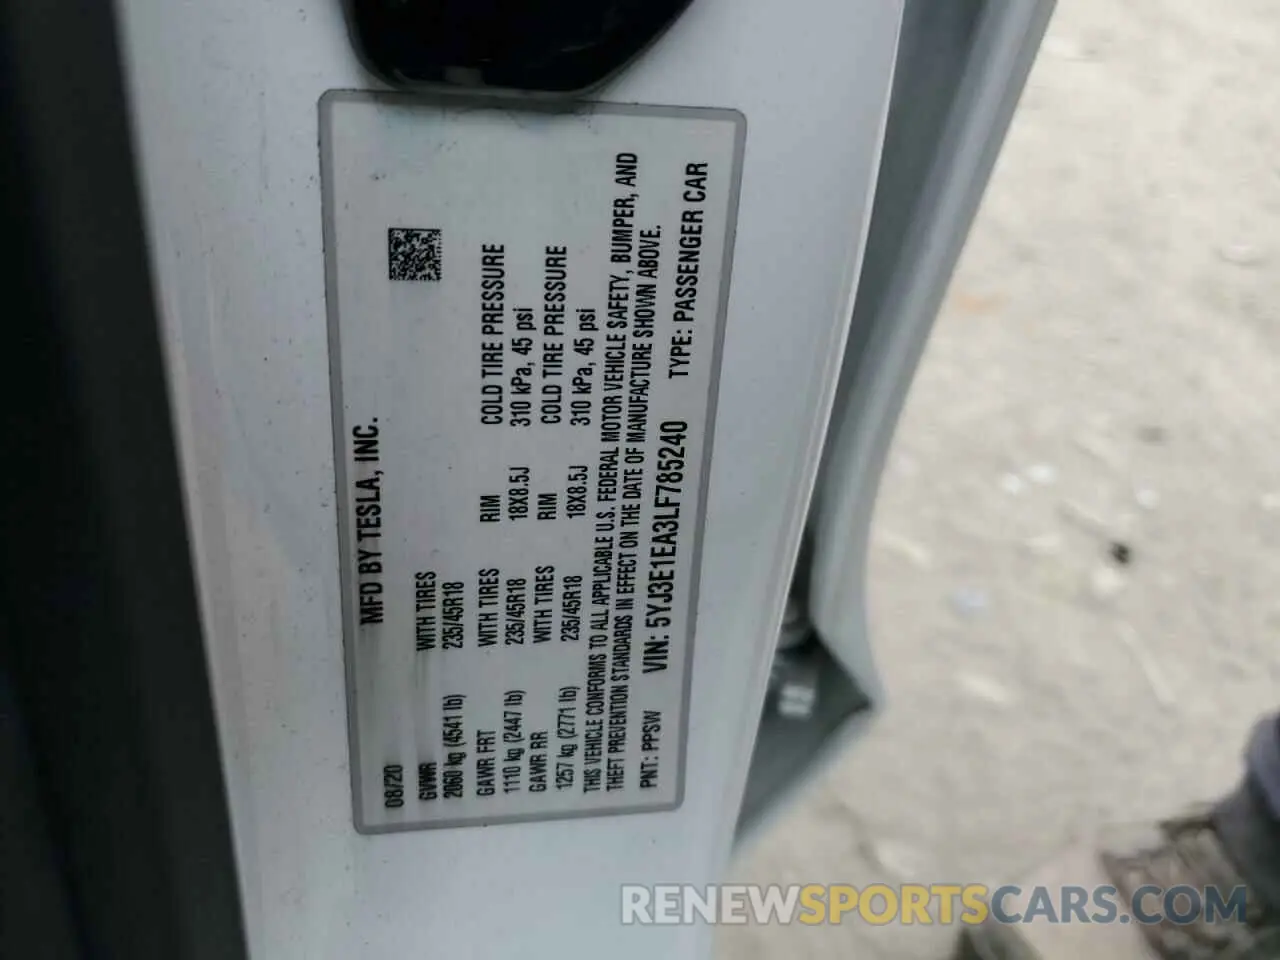 MFD BY TESLA, INC.
08/20
GVWR WITH TIRES
2060 kg (4541 lb) 235/45R18
GAWR FRT WITH TIRES RIM COLD TIRE PRESSURE
1110 kg (2447 lb) 235/45R18 18X8.5J 310 kPa, 45 psi
GAWR RR WITH TIRES RIM COLD TIRE PRESSURE
1257 kg (2771 lb) 235/45R18 18X8.5J 310 kPa, 45 psi
THIS VEHICLE CONFORMS TO ALL APPLICABLE U.S. FEDERAL MOTOR VEHICLE SAFETY, BUMPER, AND
THEFT PREVENTION STANDARDS IN EFFECT ON THE DATE OF MANUFACTURE SHOWN ABOVE.
PNT: PPSW VIN: 5YJ3E1EA3LF785240 TYPE: PASSENGER CAR
RENEWSPORTSCARS.COM